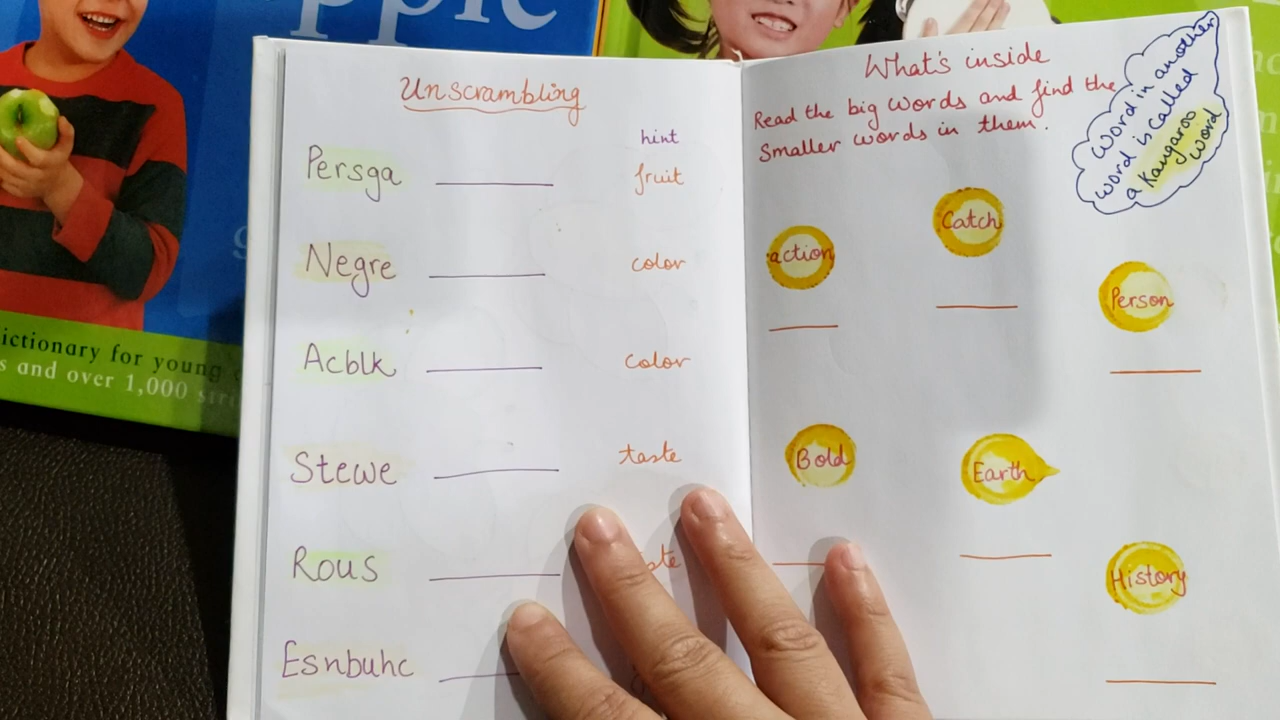 Unscrambling
hint
Persga
fruit
Negre
color
Acblk
color
Stewe
taste
Rous
Esnbuhc
What's inside
Read the big words and find the
Smaller words in them.
Word in another
word is called
a Kangaroo
word
action
Catch
Person
Bold
Earth
History
ictionary for young
s and over 1,000